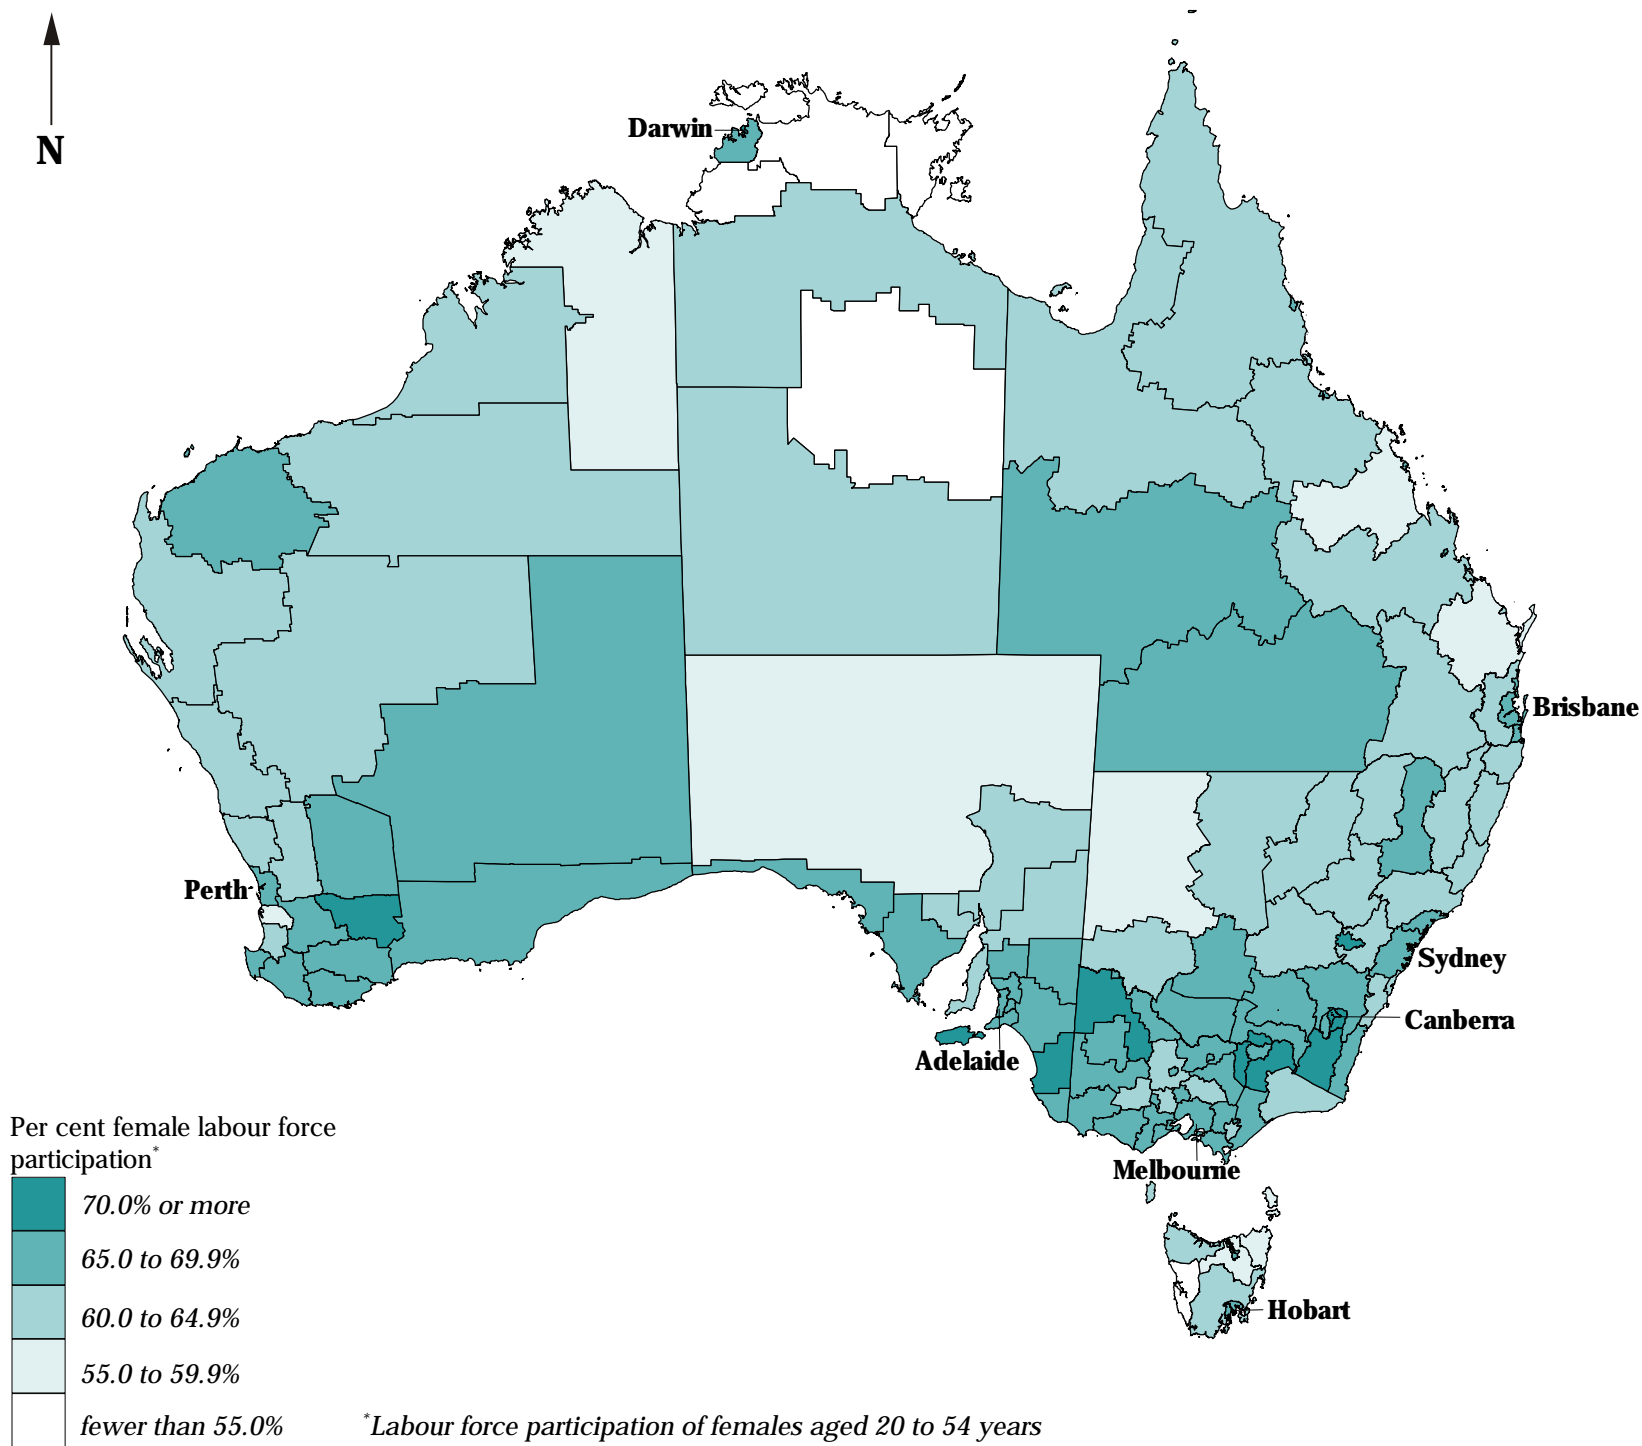 N
Darwin
Brisbane
Perth
Sydney
Canberra
Adelaide
Melbourne
Hobart
Per cent female labour force
participation*
70.0% or more
65.0 to 69.9%
60.0 to 64.9%
55.0 to 59.9%
fewer than 55.0%
*Labour force participation of females aged 20 to 54 years